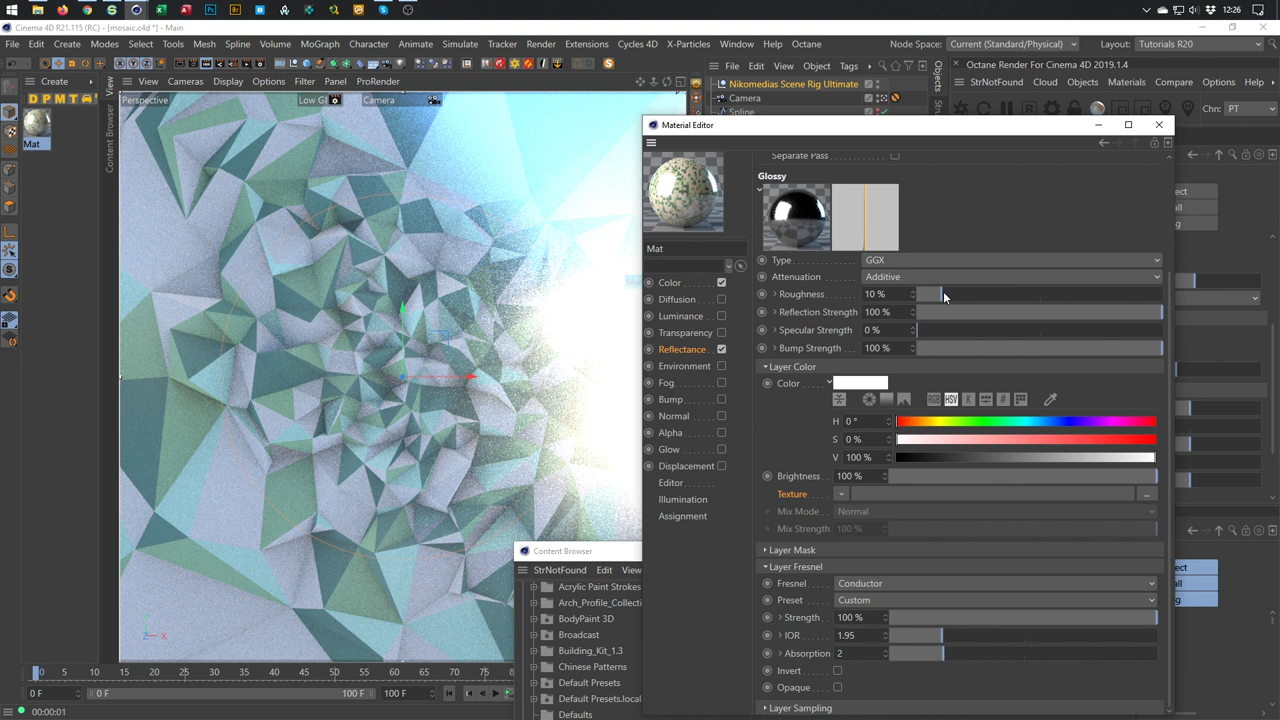 12:26
Cinema 4D R21.115 (RC) - [mosaic.c4d *] - Main
File Edit Create Modes Select Tools Mesh Spline Volume MoGraph Character Animate Simulate Tracker Render Extensions Cycles 4D X-Particles Window Help Octane
Node Space: Current (Standard/Physical) Layout: Tutorials R20
Octane Render For Cinema 4D 2019.1.4
File Edit View Object Tags
Objects
StrNotFound Cloud Objects Materials Compare Options Help
Create
View Cameras Display Options Filter Panel ProRender
View
Content Browser
Nikomedias Scene Rig Ultimate
Camera
Spline
Perspective Low GI Camera
Chn: PT
Mat
Material Editor
Separate Pass
Glossy
Mat
Type GGX
Attenuation Additive
Roughness 10 %
Reflection Strength 100 %
Specular Strength 0 %
Bump Strength 100 %
Color
Diffusion
Luminance
Transparency
Reflectance
Environment
Fog
Bump
Normal
Alpha
Glow
Displacement
Editor
Illumination
Assignment
Layer Color
Color
RGB HSV K
H 0 °
S 0 %
V 100 %
Brightness 100 %
Texture ...
Mix Mode Normal
Mix Strength 100 %
Layer Mask
Layer Fresnel
Fresnel Conductor
Preset Custom
Strength 100 %
IOR 1.95
Absorption 2
Invert
Opaque
Layer Sampling
Content Browser
StrNotFound Edit View
Acrylic Paint Strokes
Arch_Profile_Collecti
BodyPaint 3D
Broadcast
Building_Kit_1.3
Chinese Patterns
Default Presets
Default Presets.local
Defaults
Y
Z X
0 5 10 15 20 25 30 35 40 45 50 55 60 65 70 75
0 F 0 F 100 F 100 F
00:00:01